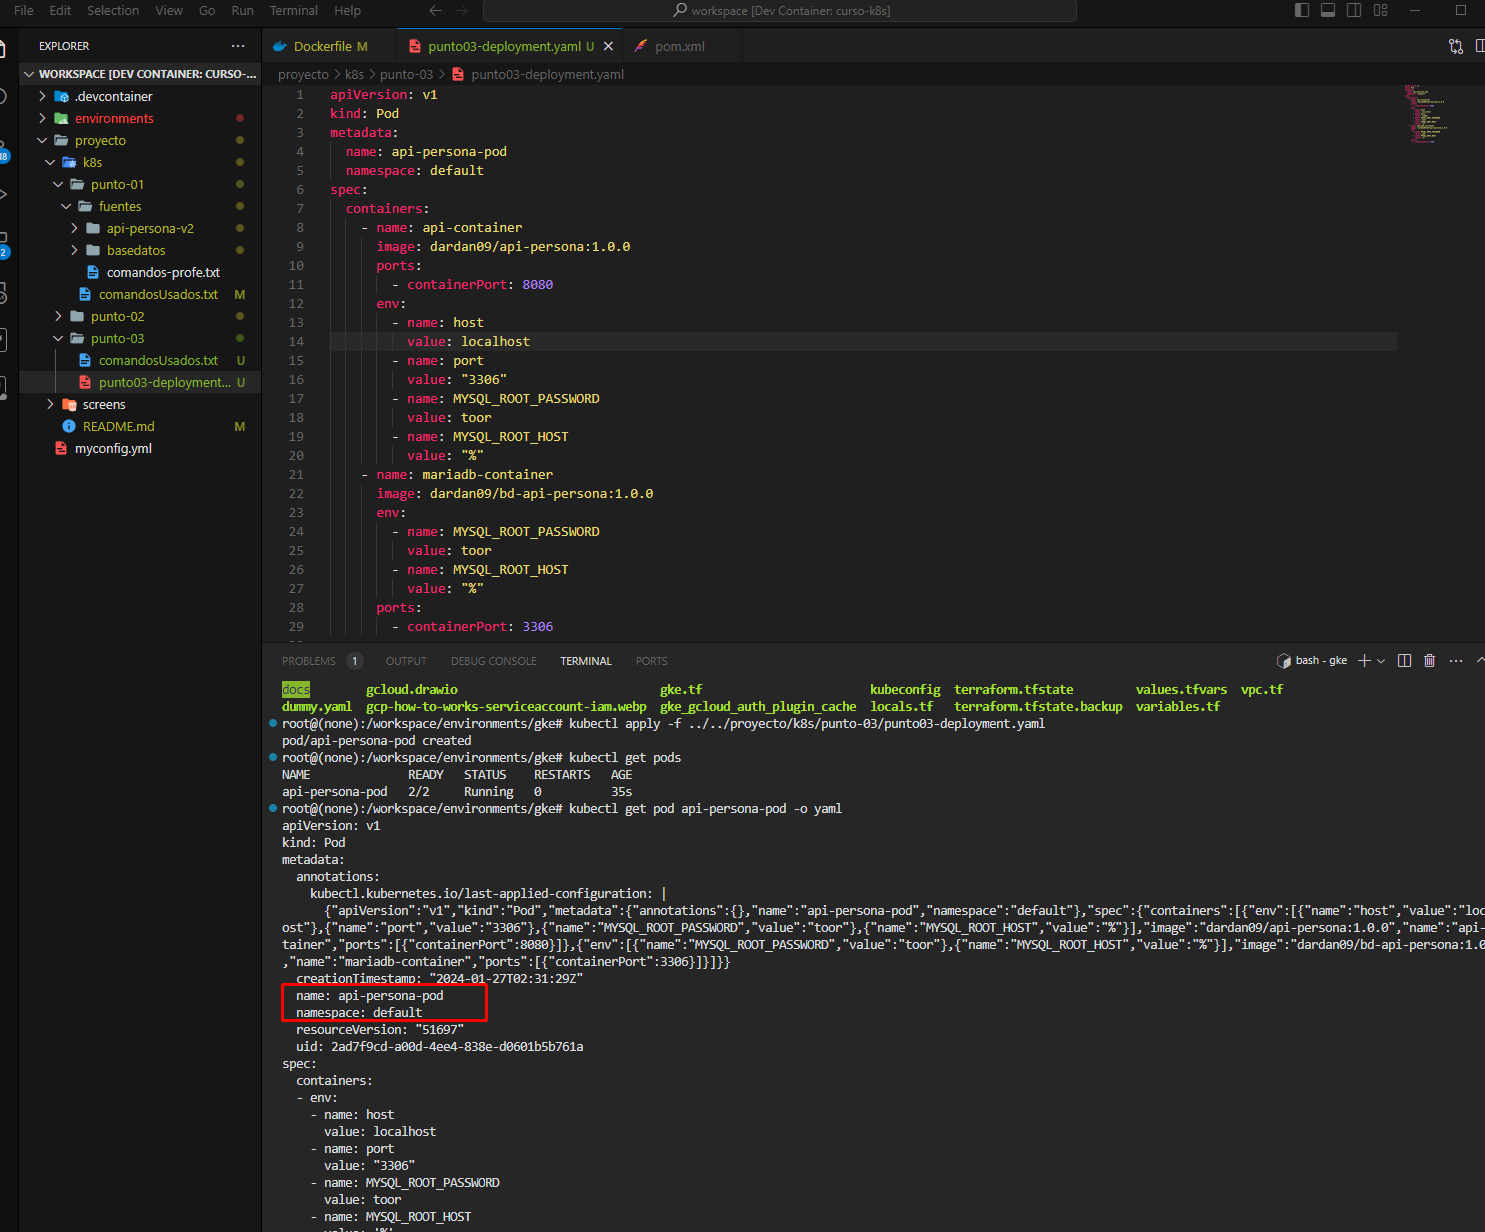 File Edit Selection View Go Run Terminal Help
workspace [Dev Container: curso-k8s]
EXPLORER
WORKSPACE [DEV CONTAINER: CURSO-...
.devcontainer
environments
proyecto
k8s
punto-01
fuentes
api-persona-v2
basedatos
comandos-profe.txt
comandosUsados.txt M
punto-02
punto-03
comandosUsados.txt U
punto03-deployment... U
screens
README.md M
myconfig.yml
18
2
Dockerfile M
punto03-deployment.yaml U
pom.xml
proyecto > k8s > punto-03 > punto03-deployment.yaml
1 apiVersion: v1
2 kind: Pod
3 metadata:
4 name: api-persona-pod
5 namespace: default
6 spec:
7 containers:
8 - name: api-container
9 image: dardan09/api-persona:1.0.0
10 ports:
11 - containerPort: 8080
12 env:
13 - name: host
14 value: localhost
15 - name: port
16 value: "3306"
17 - name: MYSQL_ROOT_PASSWORD
18 value: toor
19 - name: MYSQL_ROOT_HOST
20 value: "%"
21 - name: mariadb-container
22 image: dardan09/bd-api-persona:1.0.0
23 env:
24 - name: MYSQL_ROOT_PASSWORD
25 value: toor
26 - name: MYSQL_ROOT_HOST
27 value: "%"
28 ports:
29 - containerPort: 3306
PROBLEMS 1 OUTPUT DEBUG CONSOLE TERMINAL PORTS
bash - gke
docs gcloud.drawio gke.tf kubeconfig terraform.tfstate values.tfvars vpc.tf
dummy.yaml gcp-how-to-works-serviceaccount-iam.webp gke_gcloud_auth_plugin_cache locals.tf terraform.tfstate.backup variables.tf
root@(none):/workspace/environments/gke# kubectl apply -f ../../proyecto/k8s/punto-03/punto03-deployment.yaml
pod/api-persona-pod created
root@(none):/workspace/environments/gke# kubectl get pods
NAME READY STATUS RESTARTS AGE
api-persona-pod 2/2 Running 0 35s
root@(none):/workspace/environments/gke# kubectl get pod api-persona-pod -o yaml
apiVersion: v1
kind: Pod
metadata:
annotations:
kubectl.kubernetes.io/last-applied-configuration: |
{"apiVersion":"v1","kind":"Pod","metadata":{"annotations":{},"name":"api-persona-pod","namespace":"default"},"spec":{"containers":[{"env":[{"name":"host","value":"loc
ost"},{"name":"port","value":"3306"},{"name":"MYSQL_ROOT_PASSWORD","value":"toor"},{"name":"MYSQL_ROOT_HOST","value":"%"}],"image":"dardan09/api-persona:1.0.0","name":"api-
tainer","ports":[{"containerPort":8080}]},{"env":[{"name":"MYSQL_ROOT_PASSWORD","value":"toor"},{"name":"MYSQL_ROOT_HOST","value":"%"}],"image":"dardan09/bd-api-persona:1.0
,"name":"mariadb-container","ports":[{"containerPort":3306}]}]}}
creationTimestamp: "2024-01-27T02:31:29Z"
name: api-persona-pod
namespace: default
resourceVersion: "51697"
uid: 2ad7f9cd-a00d-4ee4-838e-d0601b5b761a
spec:
containers:
- env:
- name: host
value: localhost
- name: port
value: "3306"
- name: MYSQL_ROOT_PASSWORD
value: toor
- name: MYSQL_ROOT_HOST
value: '%'